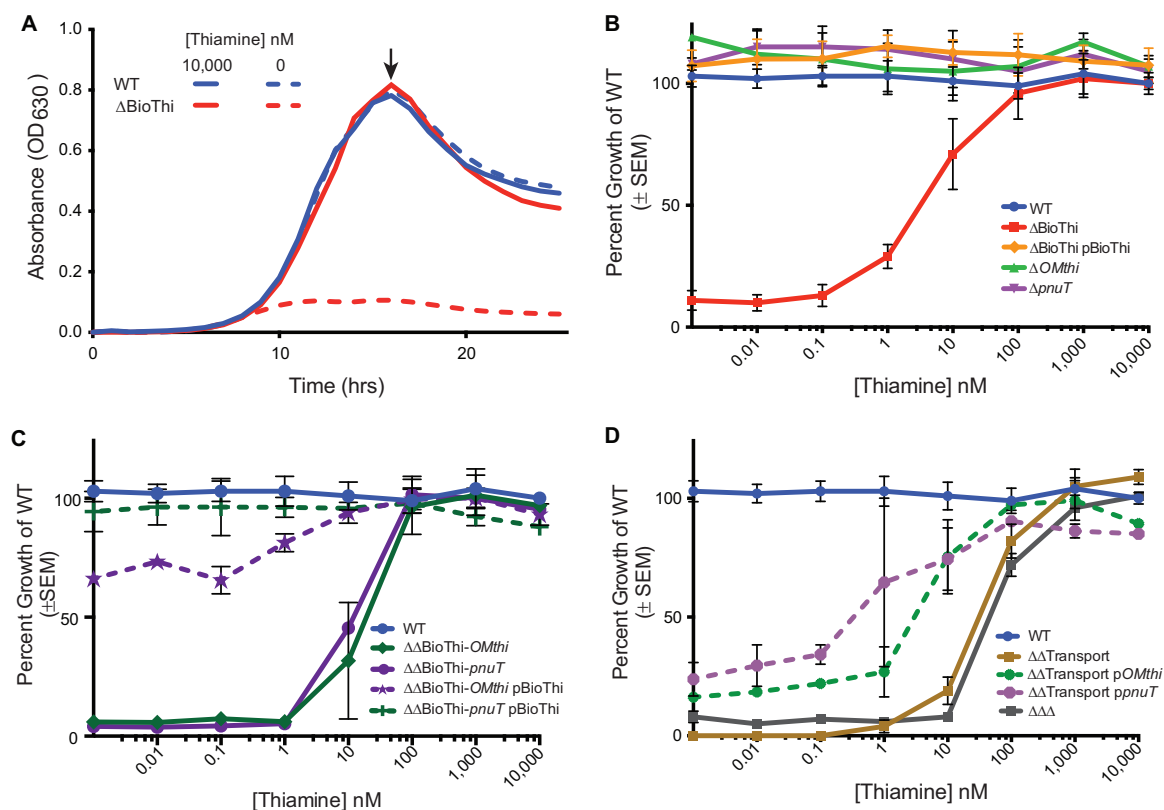 A
1.0
0.8
0.6
0.4
0.2
0.0
Absorbance (OD630)
[Thiamine] nM
10,000 0
WT
ΔBioThi
0 10 20
Time (hrs)
B
100
50
0
Percent Growth of WT
(± SEM)
WT
ΔBioThi
ΔBioThi pBioThi
ΔOMthi
ΔpnuT
0.01 0.1 1 10 100 1,000 10,000
[Thiamine] nM
C
100
50
0
Percent Growth of WT
(±SEM)
WT
ΔΔBioThi-OMthi
ΔΔBioThi-pnuT
ΔΔBioThi-OMthi pBioThi
ΔΔBioThi-pnuT pBioThi
0.01 0.1 1 10 100 1,000 10,000
[Thiamine] nM
D
100
50
0
Percent Growth of WT
(± SEM)
WT
ΔΔTransport
ΔΔTransport pOMthi
ΔΔTransport ppnuT
ΔΔΔ
0.01 0.1 1 10 100 1,000 10,000
[Thiamine] nM